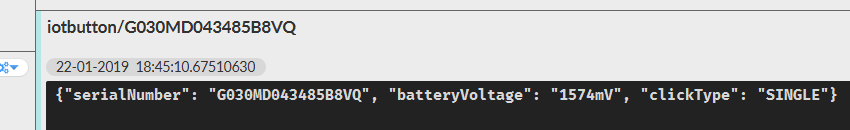 iotbutton/G030MD043485B8VQ
22-01-2019 18:45:10.67510630
{"serialNumber": "G030MD043485B8VQ", "batteryVoltage": "1574mV", "clickType": "SINGLE"}